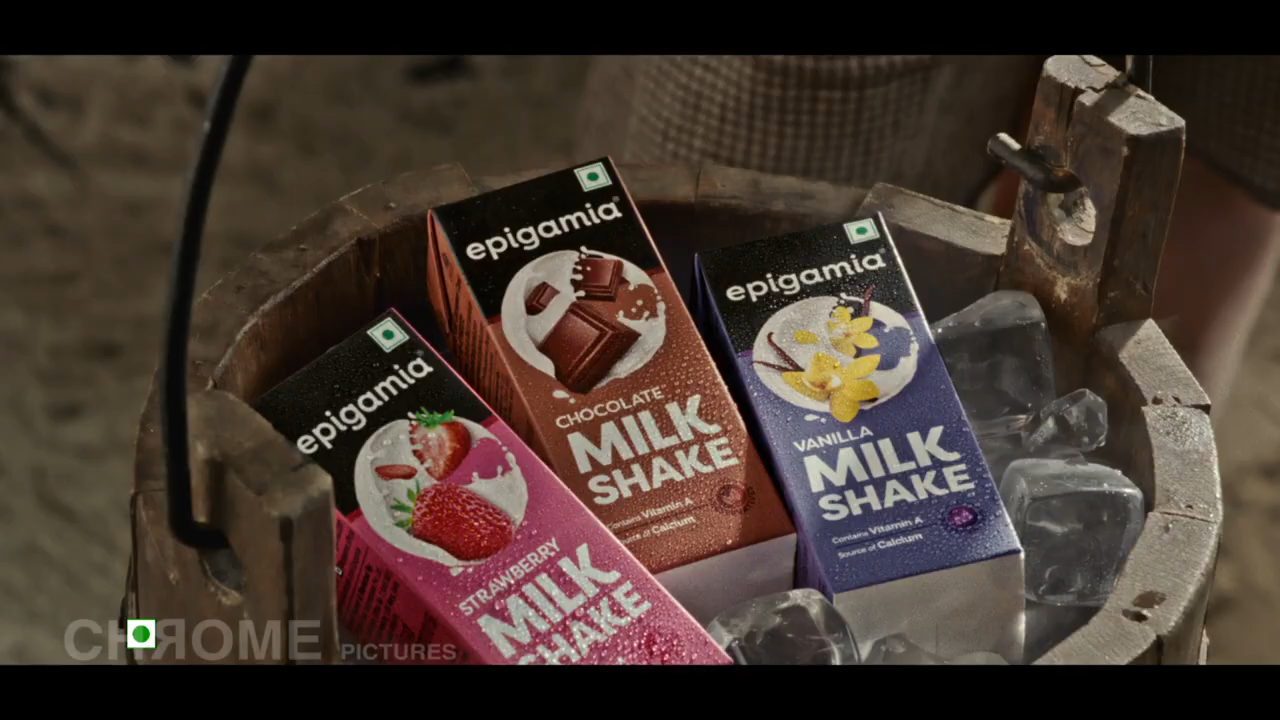 epigamia
CHOCOLATE
MILK
SHAKE
Contains Vitamin A
Source of Calcium
epigamia
VANILLA
MILK
SHAKE
Contains Vitamin A
Source of Calcium
epigamia
STRAWBERRY
MILK
SHAKE
CHROME PICTURES